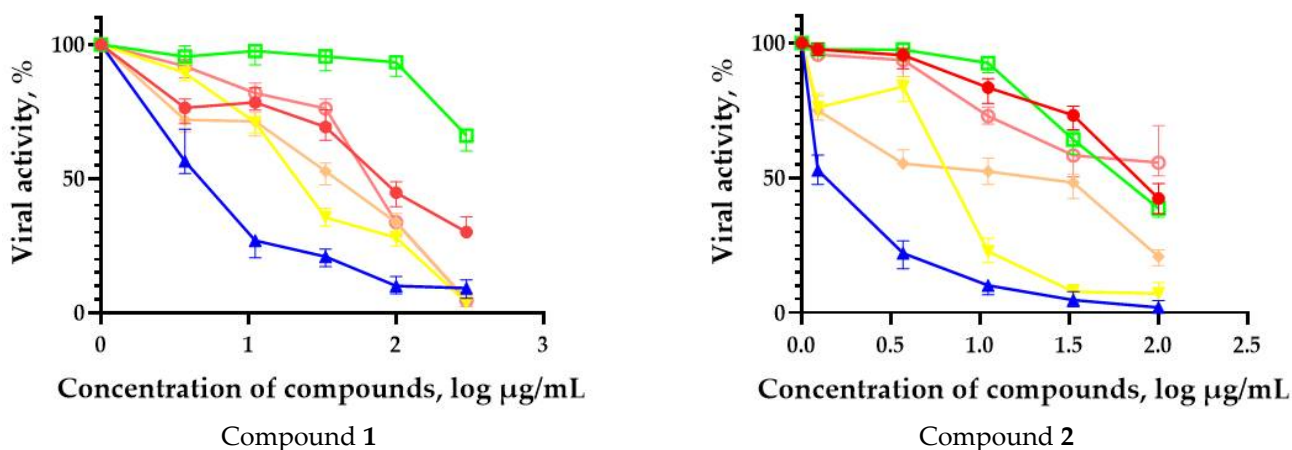 Viral activity, %
100
50
0
0
1
2
3
Concentration of compounds, log µg/mL
Compound 1
Viral activity, %
100
50
0
0.0
0.5
1.0
1.5
2.0
2.5
Concentration of compounds, log µg/mL
Compound 2